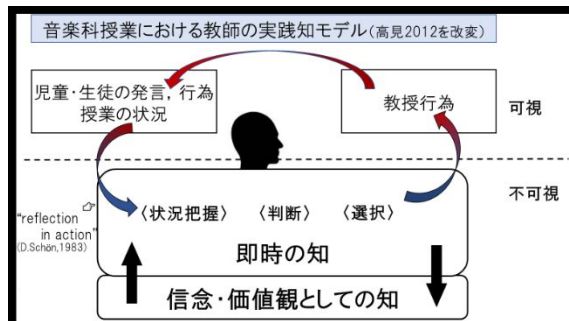 音楽科授業における教師の実践知モデル(高見2012を改変)
児童・生徒の発言, 行為
授業の状況
教授行為
可視
不可視
“reflection
in action”
(D.Schön,1983)
〈状況把握〉 〈判断〉 〈選択〉
即時の知
信念・価値観としての知